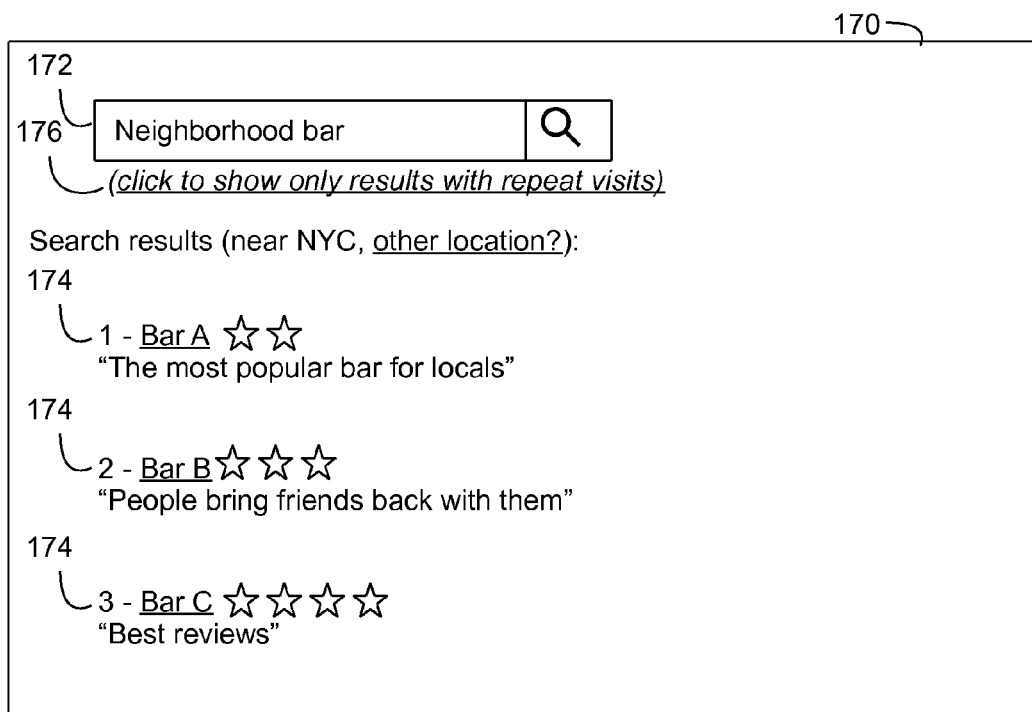 170
172
Neighborhood bar
176
(click to show only results with repeat visits)
Search results (near NYC, other location?):
174
1 - Bar A ☆☆
“The most popular bar for locals”
174
2 - Bar B ☆☆☆
“People bring friends back with them”
174
3 - Bar C ☆☆☆☆
“Best reviews”